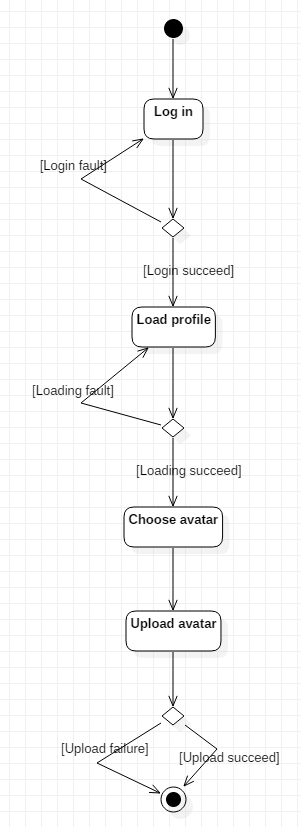 Log in
[Login fault]
[Login succeed]
Load profile
[Loading fault]
[Loading succeed]
Choose avatar
Upload avatar
[Upload failure]
[Upload succeed]